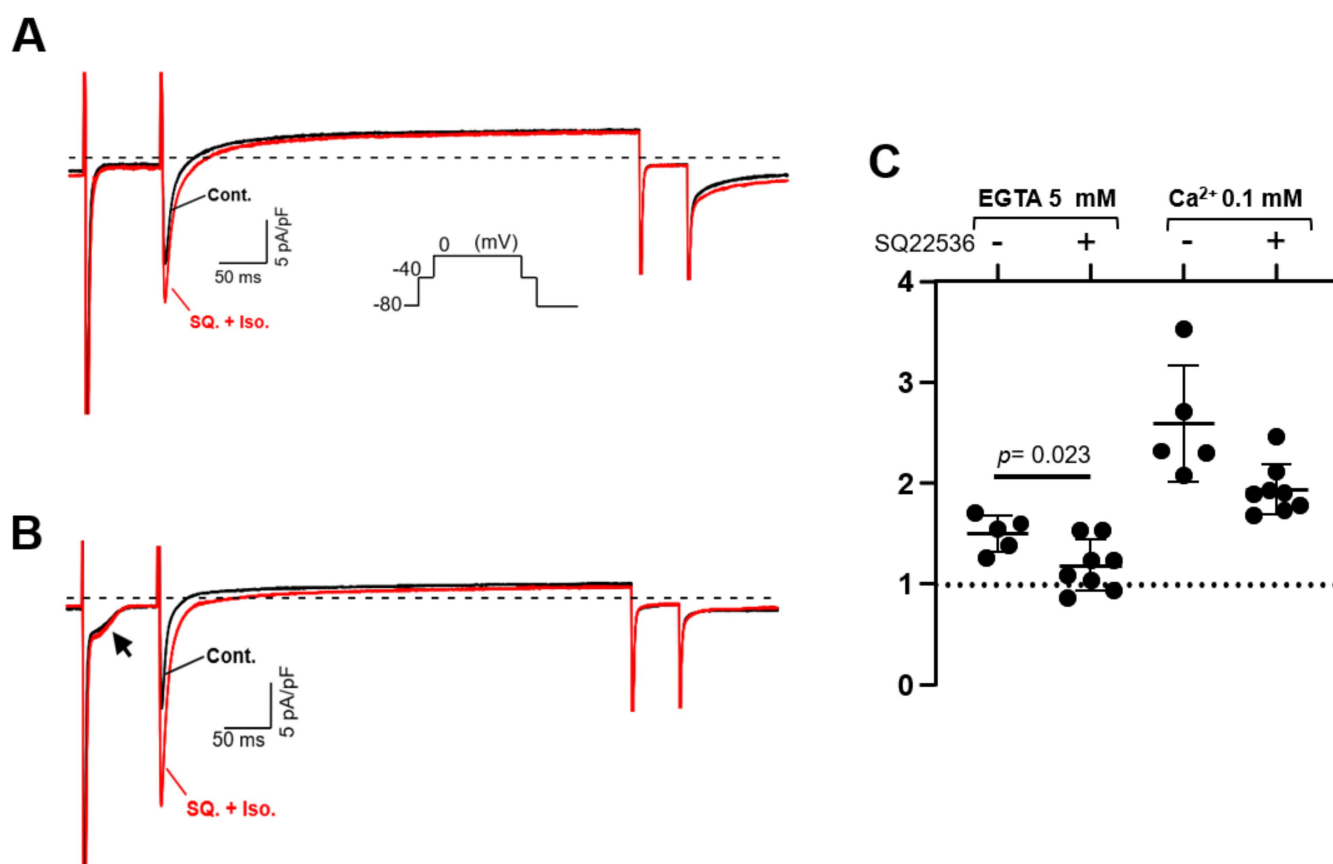 A
Cont.
5 pA/pF
50 ms
SQ. + Iso.
0 (mV)
-40
-80
B
Cont.
5 pA/pF
50 ms
SQ. + Iso.
C
EGTA 5 mM Ca²⁺ 0.1 mM
SQ22536 - + - +
4
3
p= 0.023
2
1
0